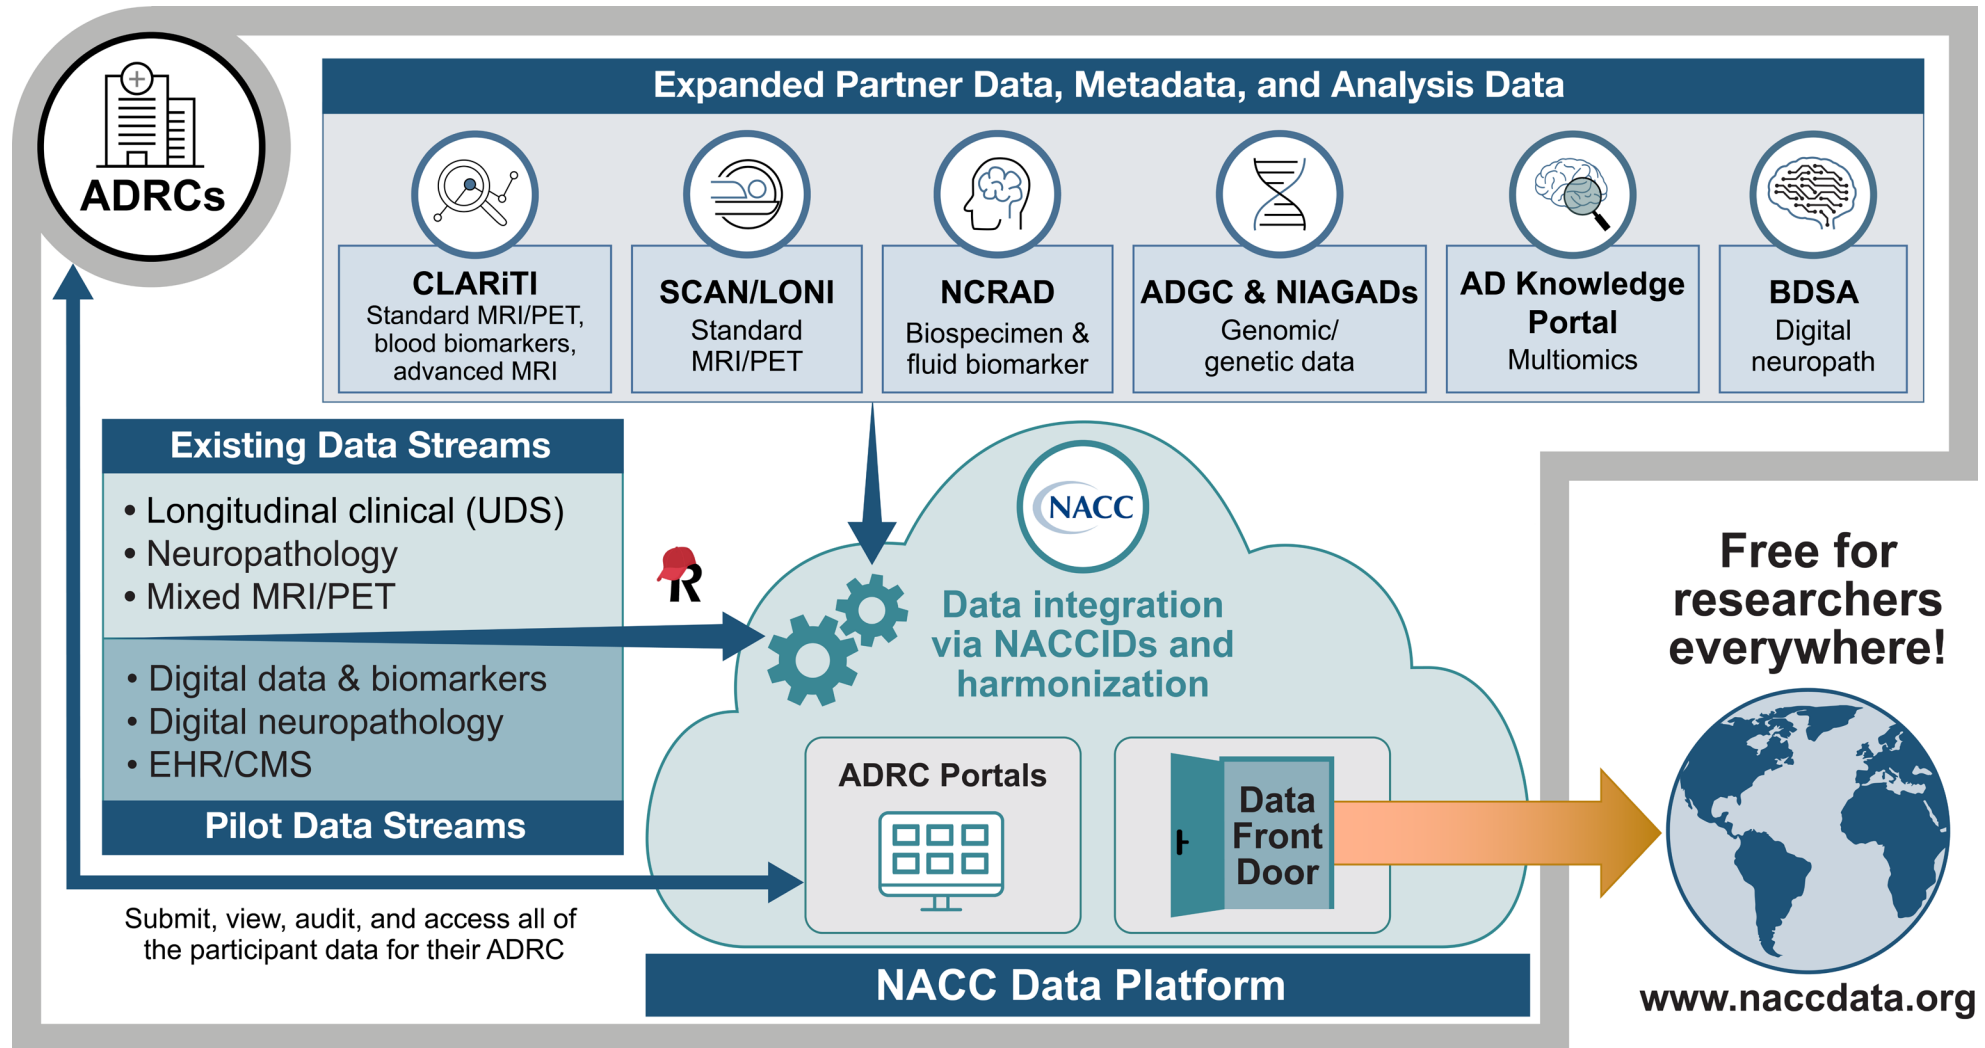 ADRCs
Expanded Partner Data, Metadata, and Analysis Data
CLARiTI
Standard MRI/PET,
blood biomarkers,
advanced MRI
SCAN/LONI
Standard
MRI/PET
NCRAD
Biospecimen &
fluid biomarker
ADGC & NIAGADs
Genomic/
genetic data
AD Knowledge
Portal
Multiomics
BDSA
Digital
neuropath
Existing Data Streams
• Longitudinal clinical (UDS)
• Neuropathology
• Mixed MRI/PET
• Digital data & biomarkers
• Digital neuropathology
• EHR/CMS
Pilot Data Streams
R
NACC
Data integration
via NACCIDs and
harmonization
ADRC Portals
Data
Front
Door
Submit, view, audit, and access all of
the participant data for their ADRC
NACC Data Platform
Free for
researchers
everywhere!
www.naccdata.org